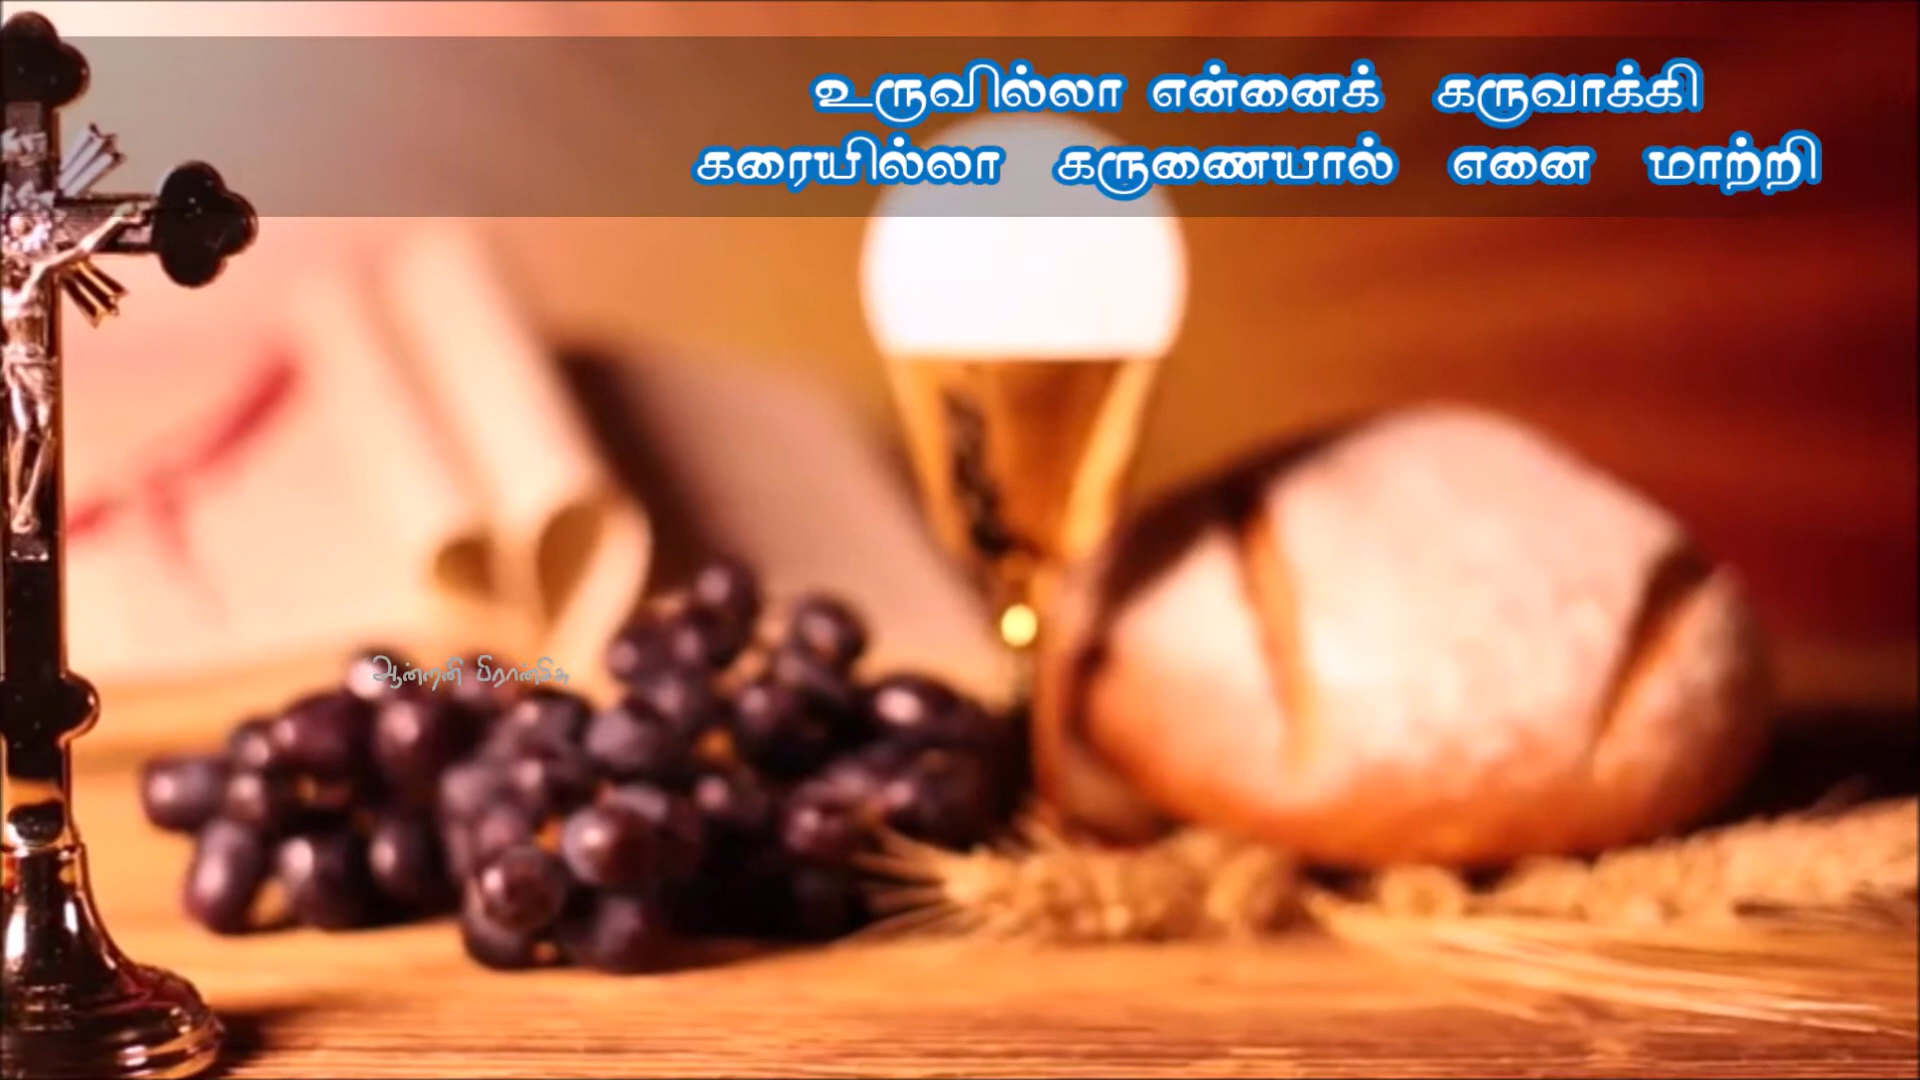 உருவில்லா என்னைக் கருவாக்கி
கரையில்லா கருணையால் எனை மாற்றி
ஆன்றனி பிரான்சிசு